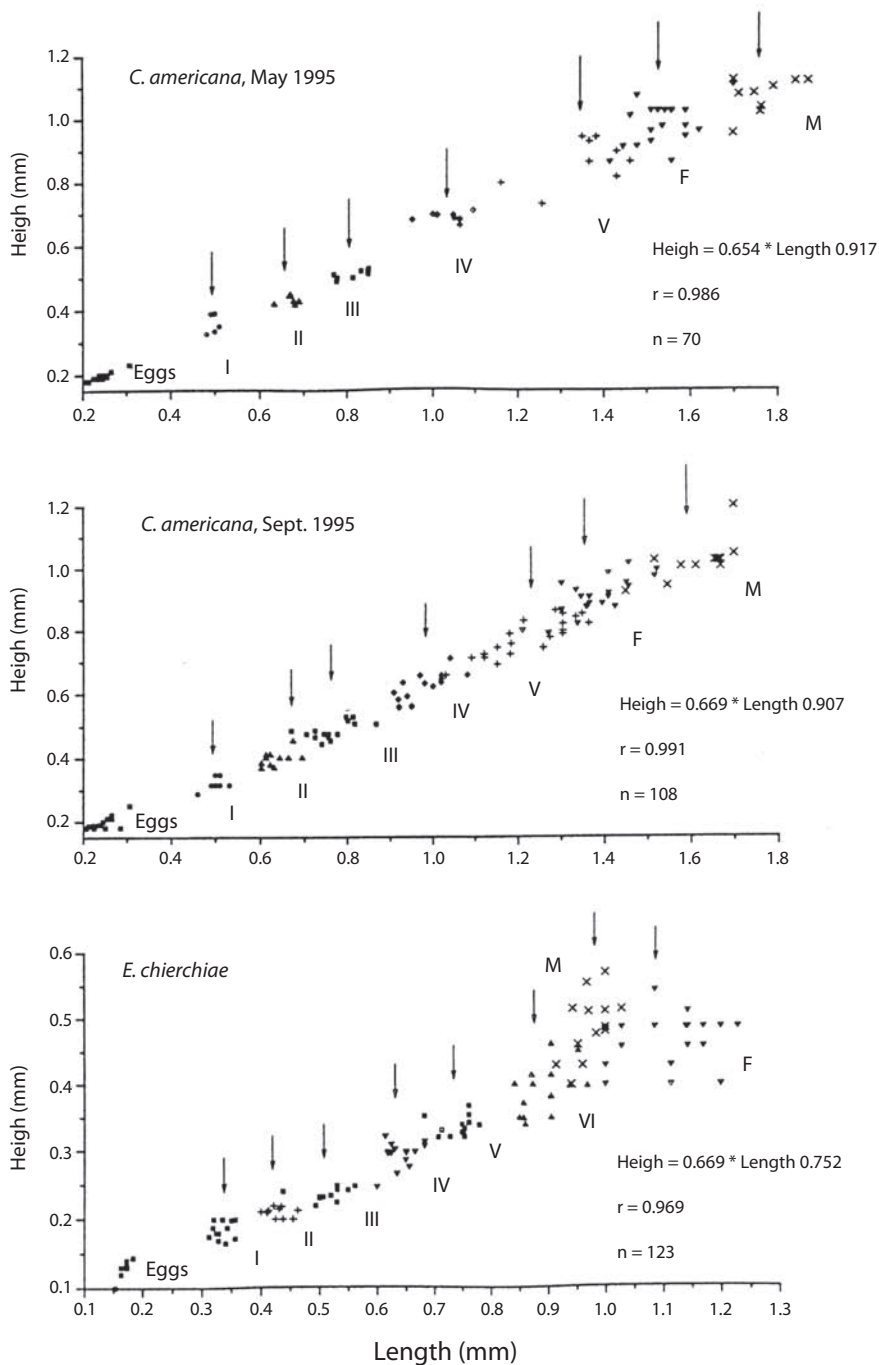 C. americana, May 1995
Heigh (mm)
1.2
1.0
0.8
0.6
0.4
0.2
Eggs
I
II
III
IV
V
F
M
Heigh = 0.654 * Length 0.917
r = 0.986
n = 70
0.2 0.4 0.6 0.8 1.0 1.2 1.4 1.6 1.8
C. americana, Sept. 1995
Heigh (mm)
1.2
1.0
0.8
0.6
0.4
0.2
Eggs
I
II
III
IV
V
F
M
Heigh = 0.669 * Length 0.907
r = 0.991
n = 108
0.2 0.4 0.6 0.8 1.0 1.2 1.4 1.6 1.8
E. chierchiae
Heigh (mm)
0.6
0.5
0.4
0.3
0.2
0.1
Eggs
I
II
III
IV
V
VI
M
F
Heigh = 0.669 * Length 0.752
r = 0.969
n = 123
0.1 0.2 0.3 0.4 0.5 0.6 0.7 0.8 0.9 1.0 1.1 1.2 1.3
Length (mm)